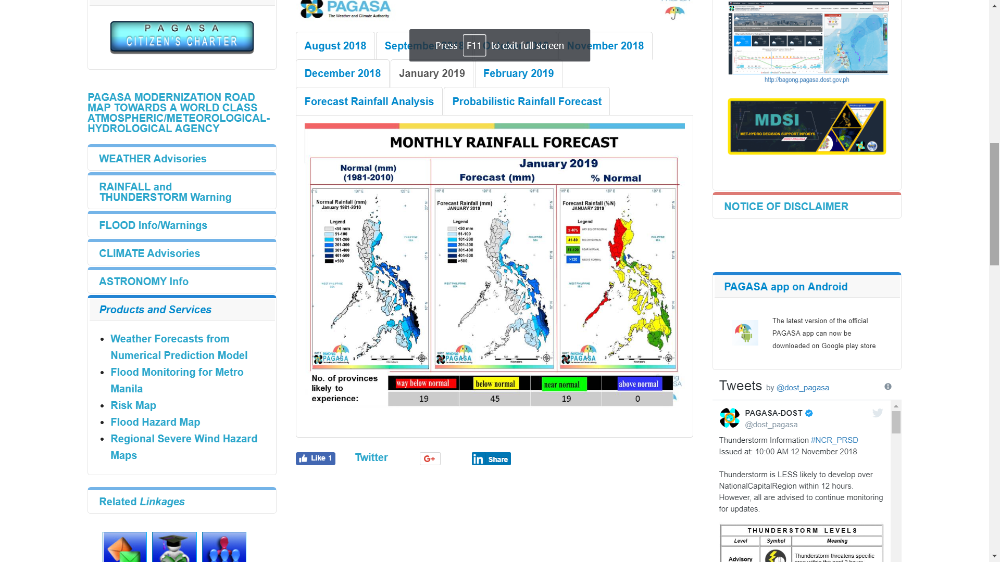 PAGASA
CITIZEN'S CHARTER
PAGASA MODERNIZATION ROAD
MAP TOWARDS A WORLD CLASS
ATMOSPHERIC/METEOROLOGICAL-
HYDROLOGICAL AGENCY
WEATHER Advisories
RAINFALL and
THUNDERSTORM Warning
FLOOD Info/Warnings
CLIMATE Advisories
ASTRONOMY Info
Products and Services
Weather Forecasts from
Numerical Prediction Model
Flood Monitoring for Metro
Manila
Risk Map
Flood Hazard Map
Regional Severe Wind Hazard
Maps
Related Linkages
PAGASA
The Weather and Climate Authority
August 2018
November 2018
Press F11 to exit full screen
December 2018
January 2019
February 2019
Forecast Rainfall Analysis
Probabilistic Rainfall Forecast
MONTHLY RAINFALL FORECAST
Normal (mm)
(1981-2010)
January 2019
Forecast (mm)
% Normal
Normal Rainfall (mm)
January 1981-2010
Legend
<50 mm
51-100
101-200
201-300
301-400
401-500
>500
PHILIPPINE
SEA
WEST PHILIPPINE
SEA
Forecast Rainfall (mm)
JANUARY 2019
Legend
<50 mm
51-100
101-200
201-300
301-400
401-500
>500
PHILIPPINE
SEA
WEST PHILIPPINE
SEA
Forecast Rainfall (%N)
JANUARY 2019
Legend
≤ 40% WAY BELOW NORMAL
41-80 BELOW NORMAL
81-120 NEAR NORMAL
>120 ABOVE NORMAL
PHILIPPINE
SEA
WEST PHILIPPINE
SEA
DOST PAYONG
PAGASA
DOST PAYONG
PAGASA
DOST PAYONG
PAGASA
No. of provinces
likely to
experience:
way below normal
below normal
near normal
above normal
19
45
19
0
Like 1
Twitter
G+
in Share
http://bagong.pagasa.dost.gov.ph
MDSI
MET-HYDRO DECISION SUPPORT INFOSYS
DOST-PAGASA
NOTICE OF DISCLAIMER
PAGASA app on Android
The latest version of the official
PAGASA app can now be
downloaded on Google play store
Tweets by @dost_pagasa
PAGASA-DOST
@dost_pagasa
Thunderstorm Information #NCR_PRSD
Issued at: 10:00 AM 12 November 2018
Thunderstorm is LESS likely to develop over
NationalCapitalRegion within 12 hours.
However, all are advised to continue monitoring
for updates.
THUNDERSTORM LEVELS
Level
Symbol
Meaning
Advisory
Thunderstorm threatens specific